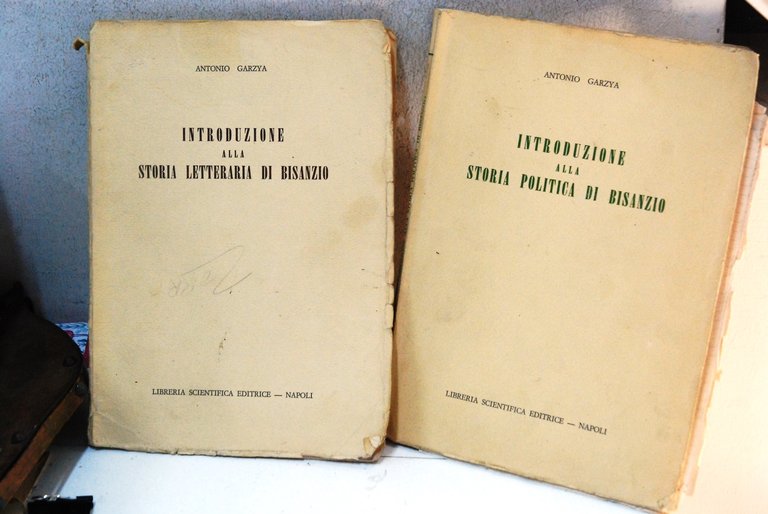 ANTONIO GARZYA
INTRODUZIONE
ALLA
STORIA LETTERARIA DI BISANZIO
LIBRERIA SCIENTIFICA EDITRICE — NAPOLI
ANTONIO GARZYA
INTRODUZIONE
ALLA
STORIA POLITICA DI BISANZIO
LIBRERIA SCIENTIFICA EDITRICE — NAPOLI